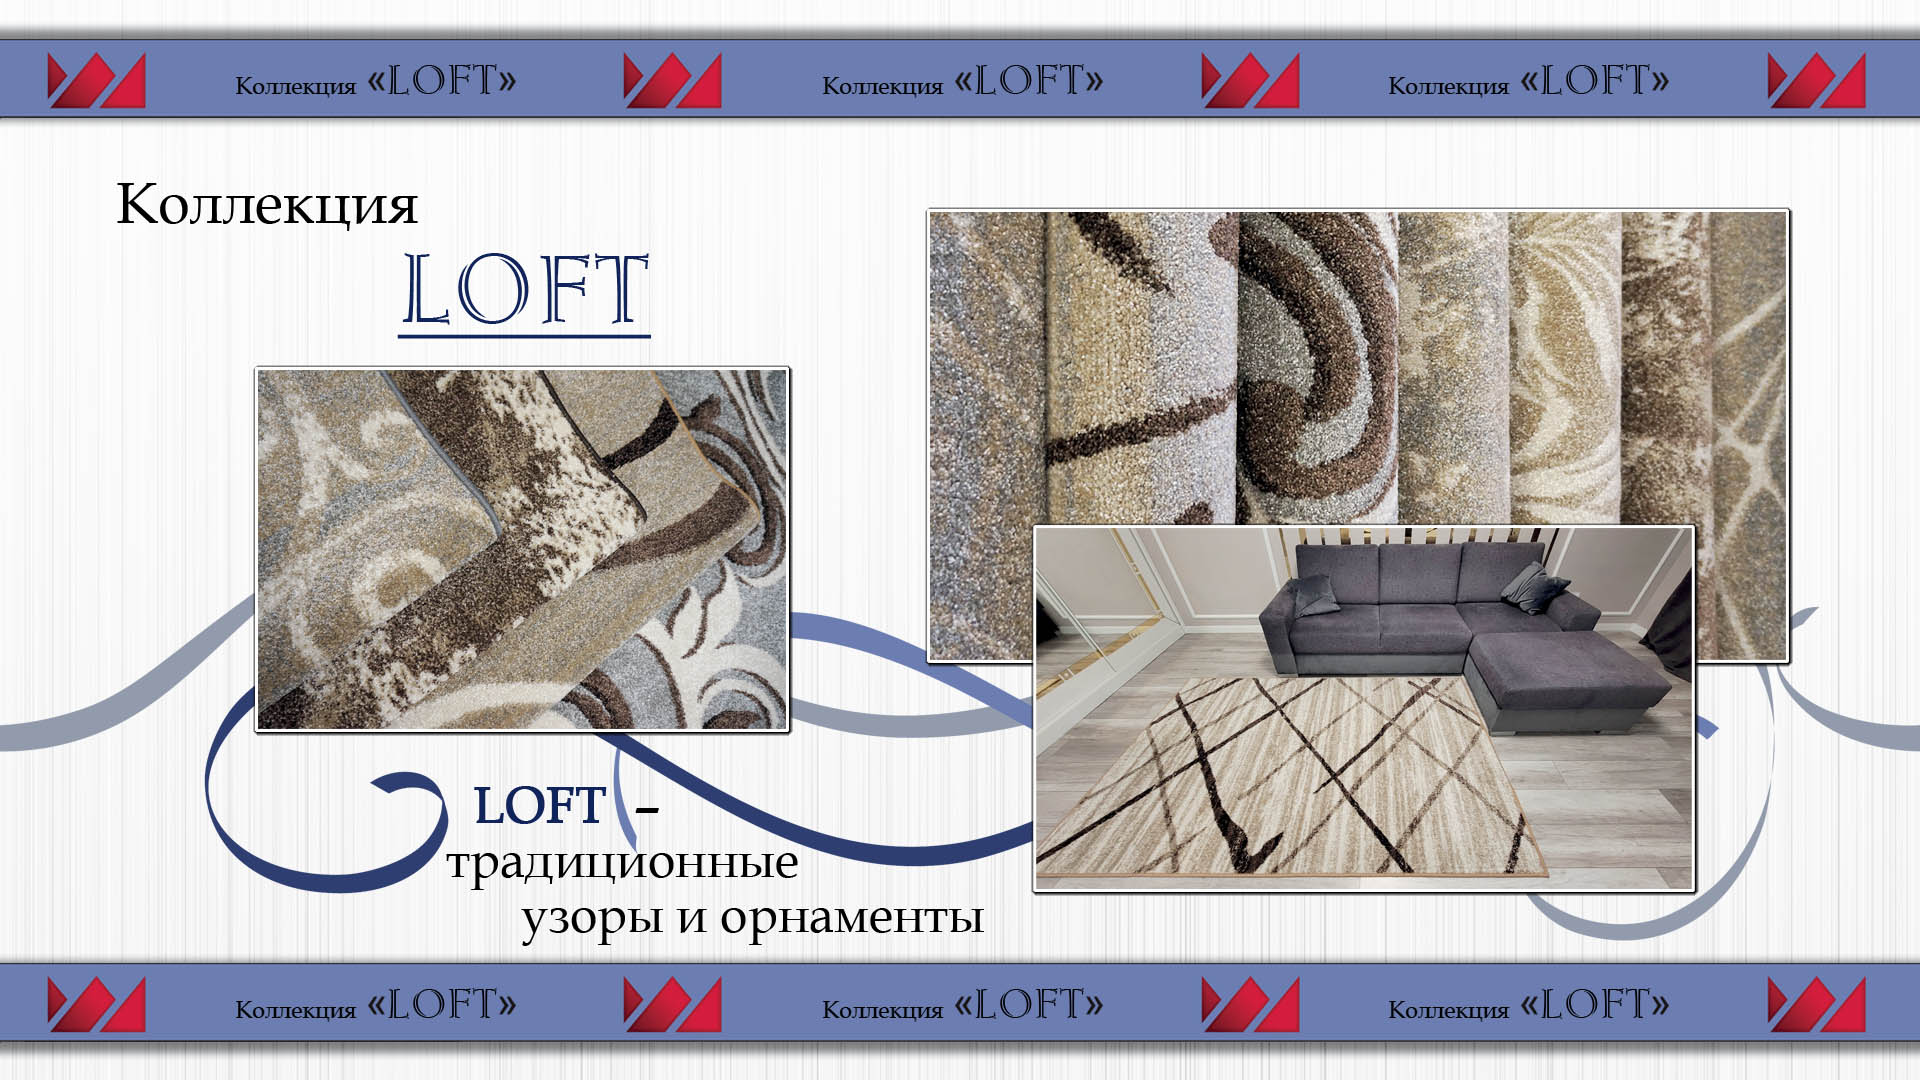 Коллекция «LOFT» Коллекция «LOFT» Коллекция «LOFT»
Коллекция
LOFT
LOFT –
традиционные
узоры и орнаменты
Коллекция «LOFT» Коллекция «LOFT» Коллекция «LOFT»